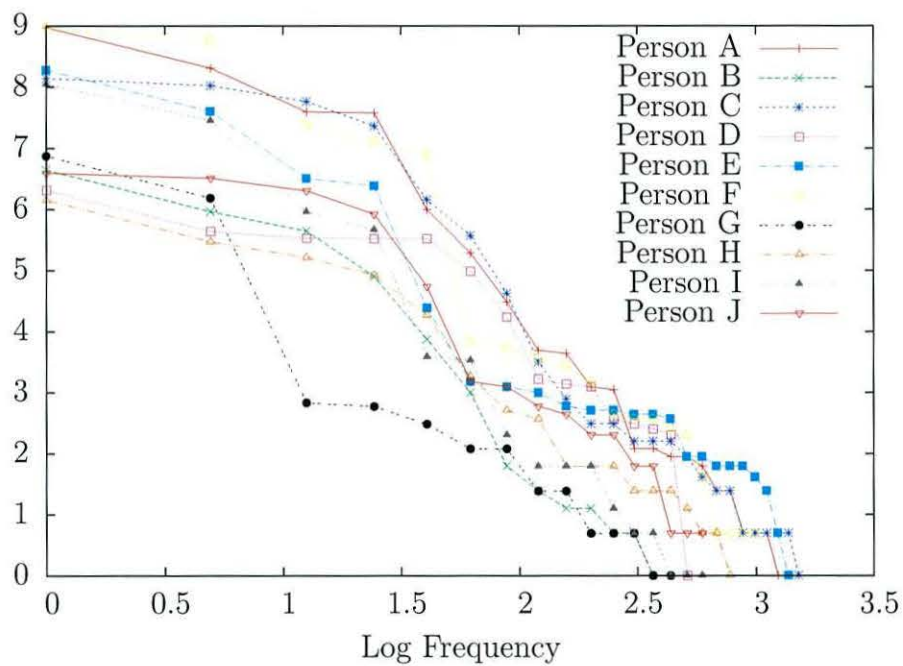 9
8
7
6
5
4
3
2
1
0
Person A
Person B
Person C
Person D
Person E
Person F
Person G
Person H
Person I
Person J
0 0.5 1 1.5 2 2.5 3 3.5
Log Frequency